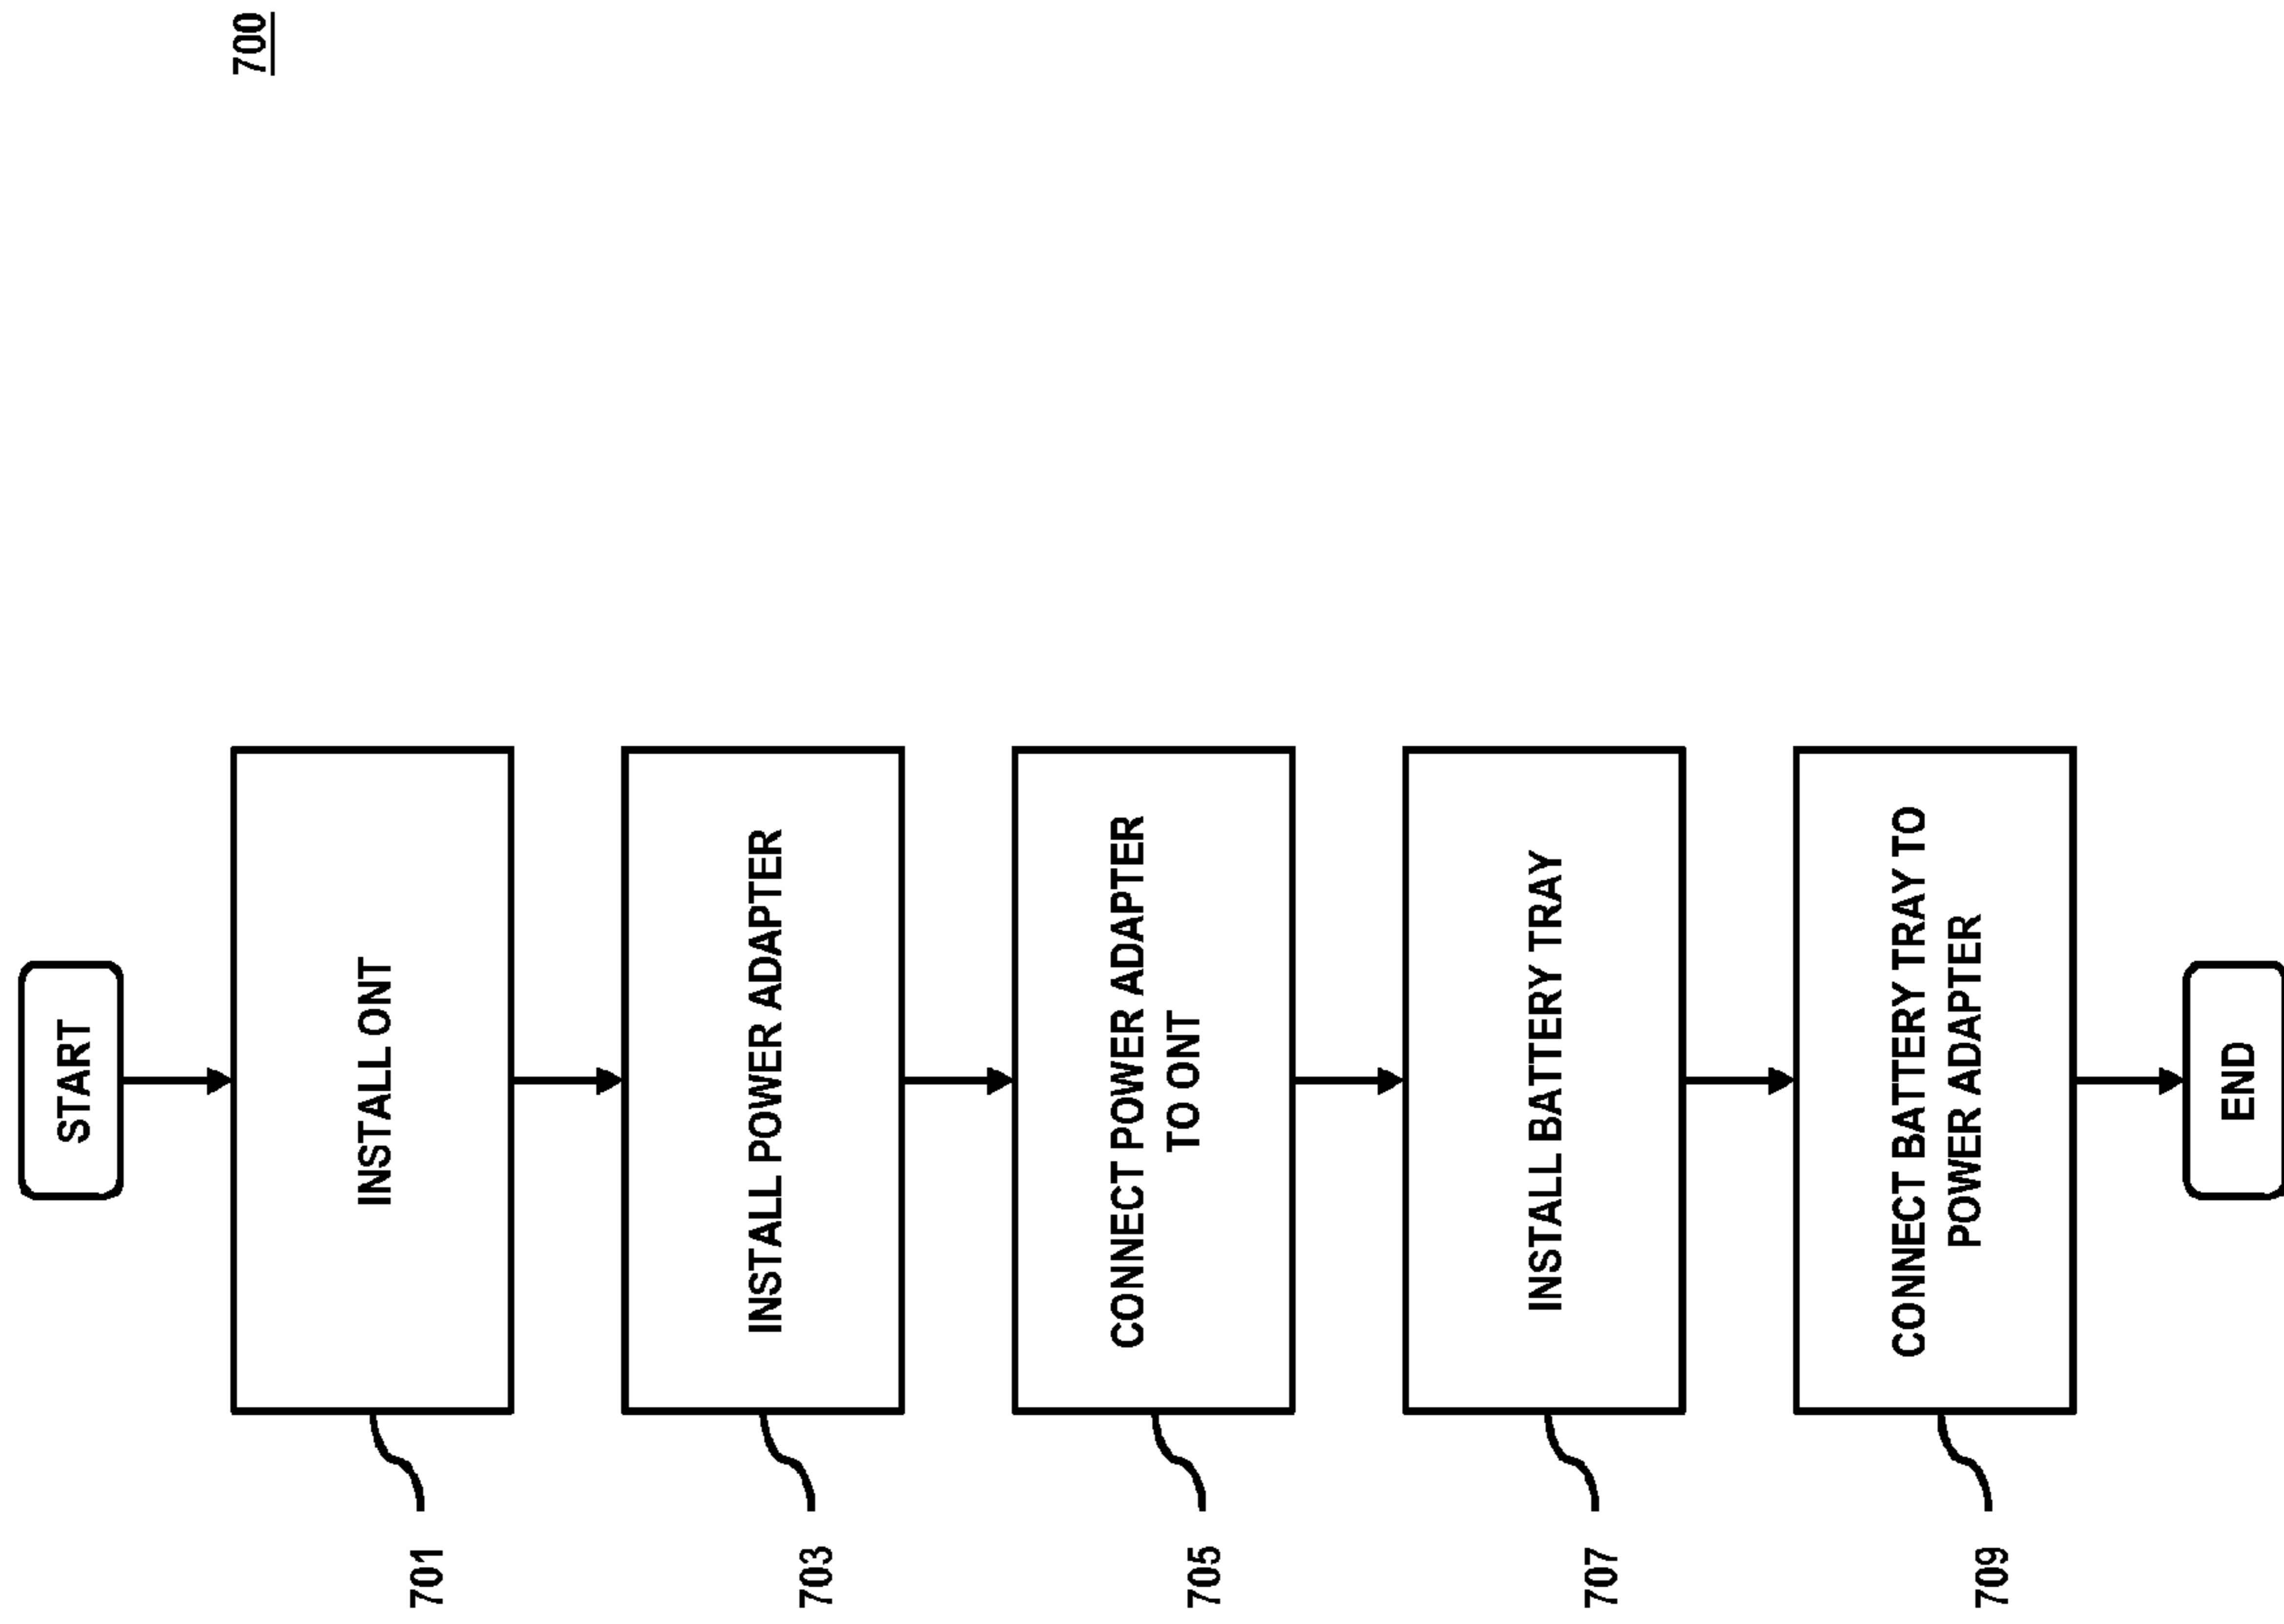 700
START
701
INSTALL ONT
703
INSTALL POWER ADAPTER
705
CONNECT POWER ADAPTER
TO ONT
707
INSTALL BATTERY TRAY
709
CONNECT BATTERY TRAY TO
POWER ADAPTER
END